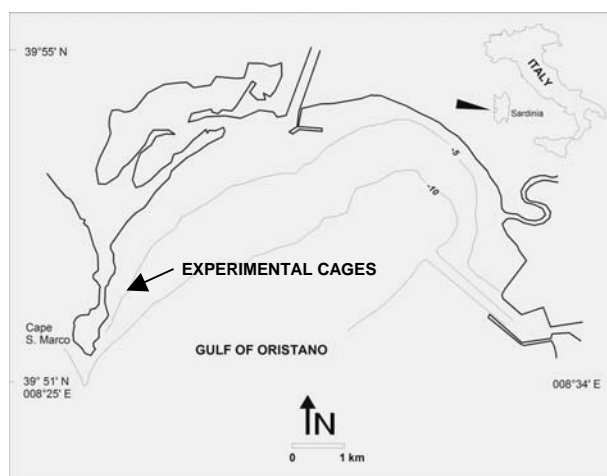 39°55' N
ITALY
Sardinia
-5
-10
EXPERIMENTAL CAGES
Cape
S. Marco
GULF OF ORISTANO
39° 51' N
008°25' E
008°34' E
N
0 1 km